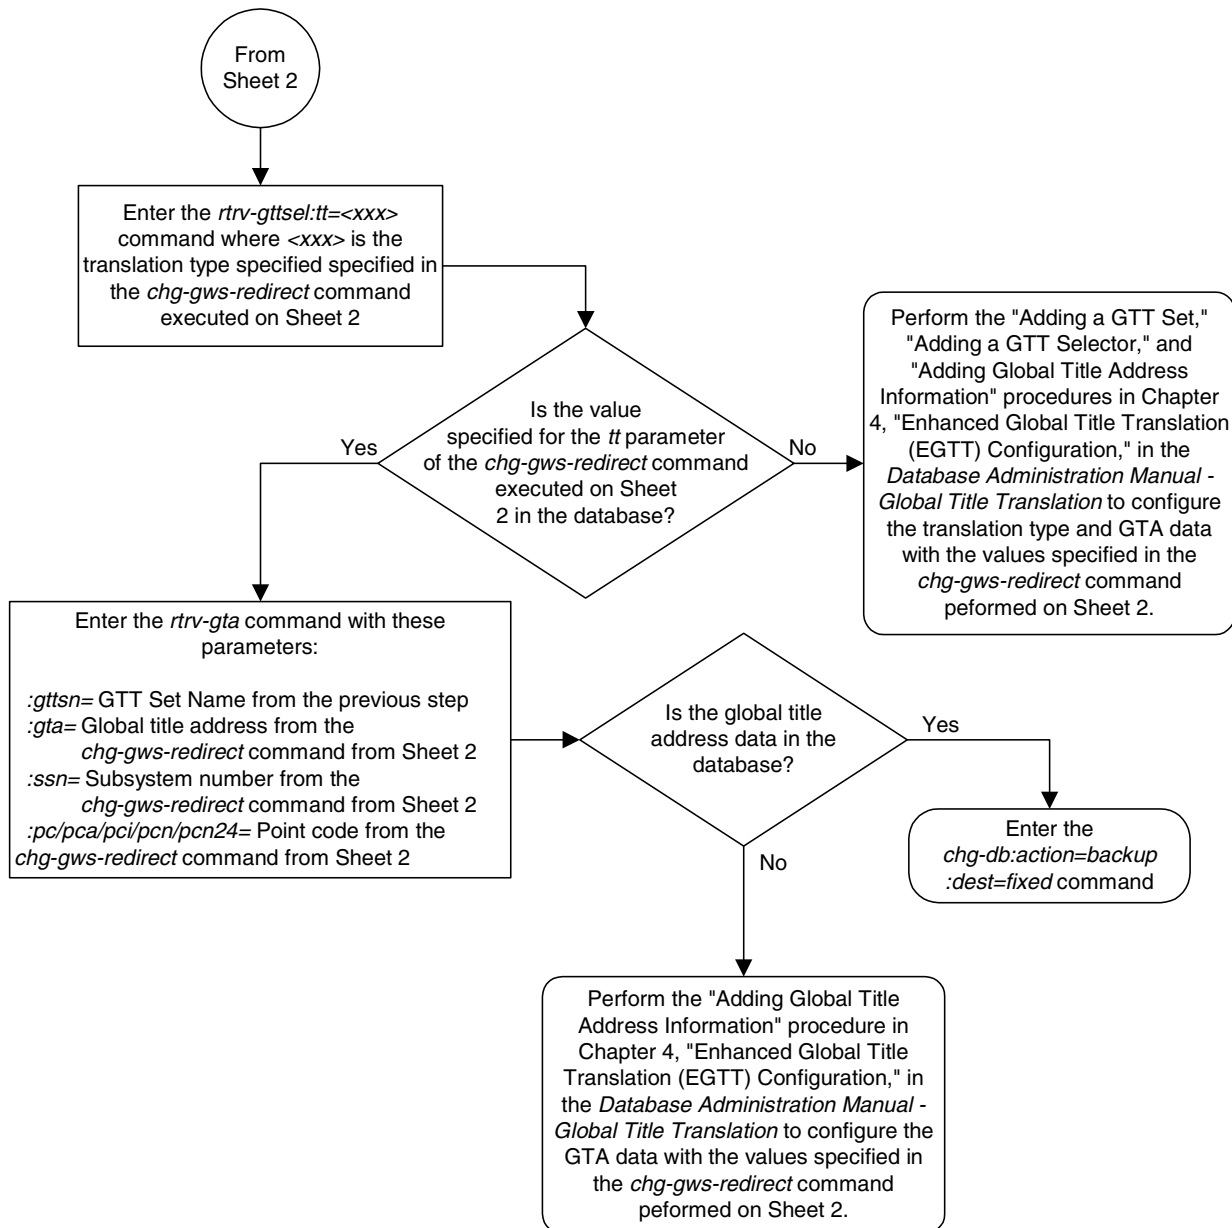 From
Sheet 2
Enter the rtrv-gttsel:tt=<xxx>
command where <xxx> is the
translation type specified specified in
the chg-gws-redirect command
executed on Sheet 2
Is the value
specified for the tt parameter
of the chg-gws-redirect command
executed on Sheet
2 in the database?
Yes
No
Perform the "Adding a GTT Set,"
"Adding a GTT Selector," and
"Adding Global Title Address
Information" procedures in Chapter
4, "Enhanced Global Title Translation
(EGTT) Configuration," in the
Database Administration Manual -
Global Title Translation to configure
the translation type and GTA data
with the values specified in the
chg-gws-redirect command
peformed on Sheet 2.
Enter the rtrv-gta command with these
parameters:
:gttsn= GTT Set Name from the previous step
:gta= Global title address from the
chg-gws-redirect command from Sheet 2
:ssn= Subsystem number from the
chg-gws-redirect command from Sheet 2
:pc/pca/pci/pcn/pcn24= Point code from the
chg-gws-redirect command from Sheet 2
Is the global title
address data in the
database?
Yes
No
Enter the
chg-db:action=backup
:dest=fixed command
Perform the "Adding Global Title
Address Information" procedure in
Chapter 4, "Enhanced Global Title
Translation (EGTT) Configuration," in
the Database Administration Manual -
Global Title Translation to configure the
GTA data with the values specified in
the chg-gws-redirect command
peformed on Sheet 2.